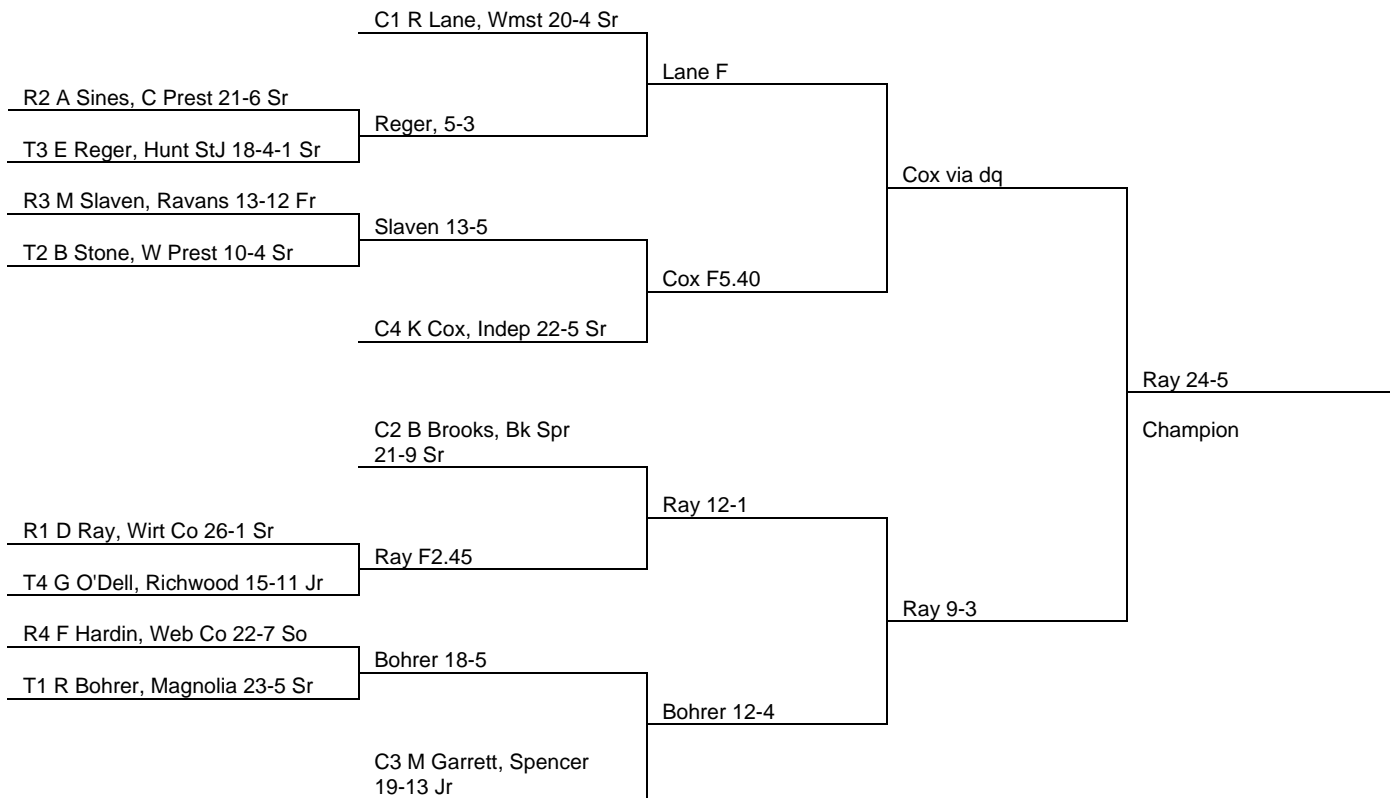 C1 R Lane, Wmst 20-4 Sr
Lane F
R2 A Sines, C Prest 21-6 Sr
Reger, 5-3
T3 E Reger, Hunt StJ 18-4-1 Sr
Cox via dq
R3 M Slaven, Ravans 13-12 Fr
Slaven 13-5
T2 B Stone, W Prest 10-4 Sr
Cox F5.40
C4 K Cox, Indep 22-5 Sr
Ray 24-5
C2 B Brooks, Bk Spr
21-9 Sr
Champion
Ray 12-1
R1 D Ray, Wirt Co 26-1 Sr
Ray F2.45
T4 G O'Dell, Richwood 15-11 Jr
Ray 9-3
R4 F Hardin, Web Co 22-7 So
Bohrer 18-5
T1 R Bohrer, Magnolia 23-5 Sr
Bohrer 12-4
C3 M Garrett, Spencer
19-13 Jr